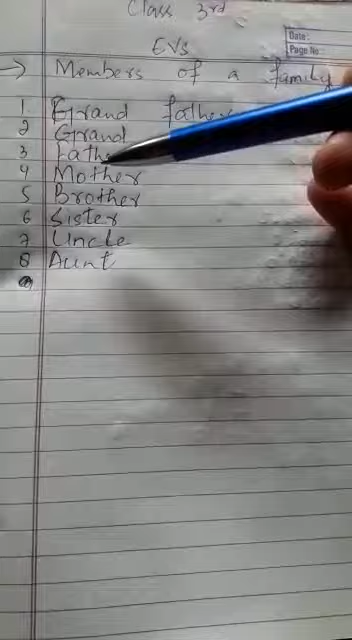 Class 3rd
EVS
Date:
Page No:
→ Members of a family
1 Grand father
2 Grand
3 Fathe
4 Mother
5 Brother
6 Sister
7 Uncle
8 Aunt